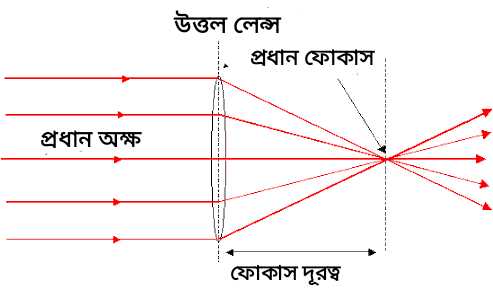 উত্তল লেন্স
প্রধান ফোকাস
প্রধান অক্ষ
ফোকাস দূরত্ব